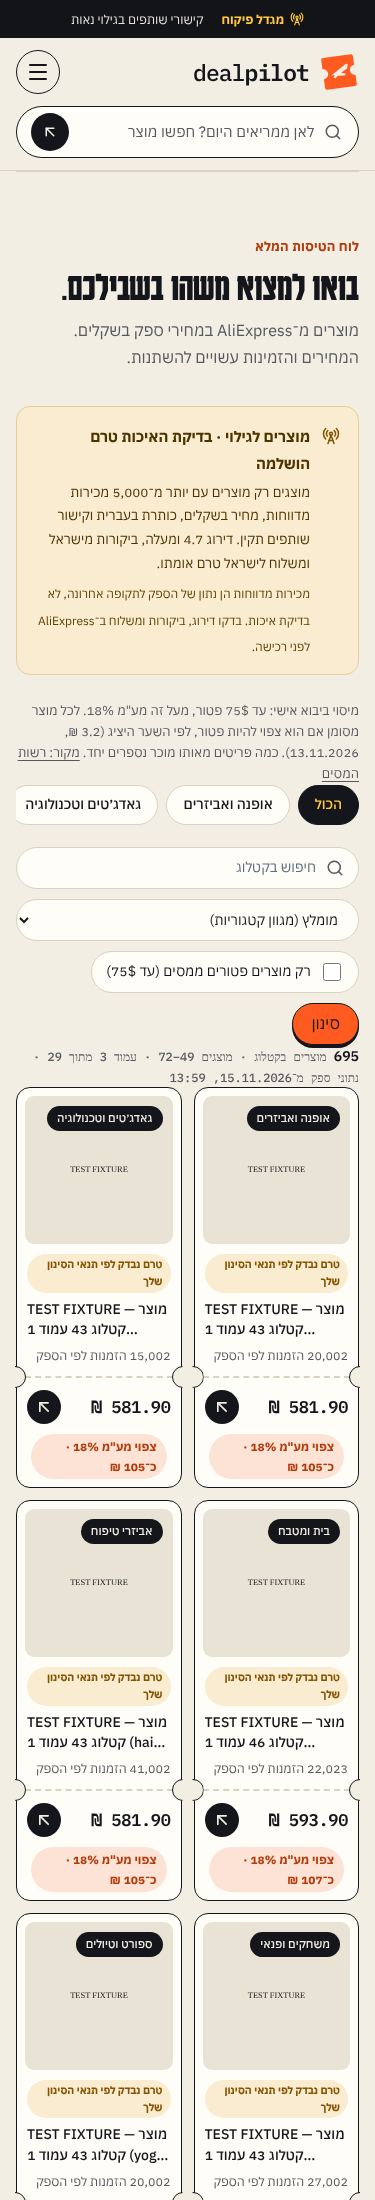 מגדל פיקוח קישורי שותפים בגילוי נאות
dealpilot
לאן ממריאים היום? חפשו מוצר
לוח הטיסות המלא
בואו למצוא משהו בשבילכם.
מוצרים מ־AliExpress במחירי ספק בשקלים.
המחירים והזמינות עשויים להשתנות.
מוצרים לגילוי · בדיקת האיכות טרם
הושלמה
מוצגים רק מוצרים עם יותר מ־5,000 מכירות
מדווחות, מחיר בשקלים, כותרת בעברית וקישור
שותפים תקין. דירוג 4.7 ומעלה, ביקורות מישראל
ומשלוח לישראל טרם אומתו.
מכירות מדווחות הן נתון של הספק לתקופה אחרונה, לא
בדיקת איכות. בדקו דירוג, ביקורות ומשלוח ב־AliExpress
לפני רכישה.
מיסוי ביבוא אישי: עד 75$ פטור, מעל זה מע"מ 18%. לכל מוצר
מסומן אם הוא צפוי להיות פטור, לפי השער היציג (3.2 ₪,
13.11.2026). כמה פריטים מאותו מוכר נספרים יחד. מקור: רשות
המסים
הכול אופנה ואביזרים גאדג'טים וטכנולוגיה
חיפוש בקטלוג
מומלץ (מגוון קטגוריות)
רק מוצרים פטורים ממסים (עד 75$)
סינון
695 מוצרים בקטלוג · מוצגים 49–72 · עמוד 3 מתוך 29 ·
נתוני ספק מ־15.11.2026, 13:59
אופנה ואביזרים
TEST FIXTURE
טרם נבדק לפי תנאי הסינון
שלך
TEST FIXTURE — מוצר
קטלוג 43 עמוד 1...
20,002 הזמנות לפי הספק
581.90 ₪
צפוי מע"מ 18% ·
כ־105 ₪
גאדג'טים וטכנולוגיה
TEST FIXTURE
טרם נבדק לפי תנאי הסינון
שלך
TEST FIXTURE — מוצר
קטלוג 43 עמוד 1...
15,002 הזמנות לפי הספק
581.90 ₪
צפוי מע"מ 18% ·
כ־105 ₪
בית ומטבח
TEST FIXTURE
טרם נבדק לפי תנאי הסינון
שלך
TEST FIXTURE — מוצר
קטלוג 46 עמוד 1...
22,023 הזמנות לפי הספק
593.90 ₪
צפוי מע"מ 18% ·
כ־107 ₪
אביזרי טיפוח
TEST FIXTURE
טרם נבדק לפי תנאי הסינון
שלך
TEST FIXTURE — מוצר
קטלוג 43 עמוד 1 (hai...
41,002 הזמנות לפי הספק
581.90 ₪
צפוי מע"מ 18% ·
כ־105 ₪
משחקים ופנאי
TEST FIXTURE
טרם נבדק לפי תנאי הסינון
שלך
TEST FIXTURE — מוצר
קטלוג 43 עמוד 1...
27,002 הזמנות לפי הספק
ספורט וטיולים
TEST FIXTURE
טרם נבדק לפי תנאי הסינון
שלך
TEST FIXTURE — מוצר
קטלוג 43 עמוד 1 (yog...
20,002 הזמנות לפי הספק